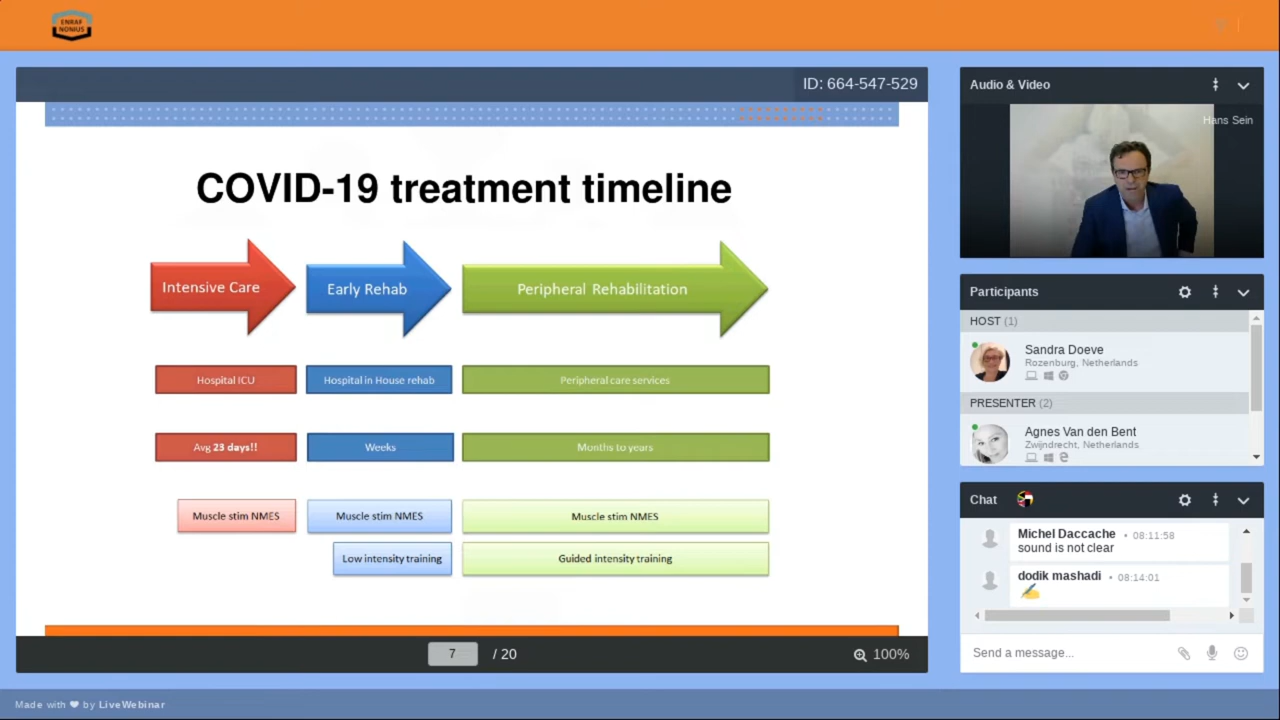 ENRAF
NONIUS
ID: 664-547-529
COVID-19 treatment timeline
Intensive Care
Early Rehab
Peripheral Rehabilitation
Hospital ICU
Hospital in House rehab
Peripheral care services
Avg 23 days!!
Weeks
Months to years
Muscle stim NMES
Muscle stim NMES
Muscle stim NMES
Low intensity training
Guided intensity training
7 / 20
100%
Audio & Video
Hans Sein
Participants
HOST (1)
Sandra Doeve
Rozenburg, Netherlands
PRESENTER (2)
Agnes Van den Bent
Zwijndrecht, Netherlands
Chat
Michel Daccache • 08:11:58
sound is not clear
dodik mashadi • 08:14:01
Send a message...
Made with ❤ by LiveWebinar